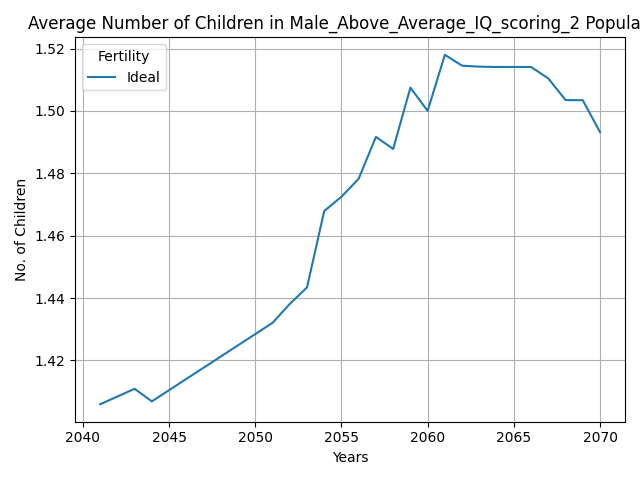 Average Number of Children in Male_Above_Average_IQ_scoring_2 Popula
Fertility
Ideal
1.52
1.50
1.48
1.46
1.44
1.42
No. of Children
2040 2045 2050 2055 2060 2065 2070
Years